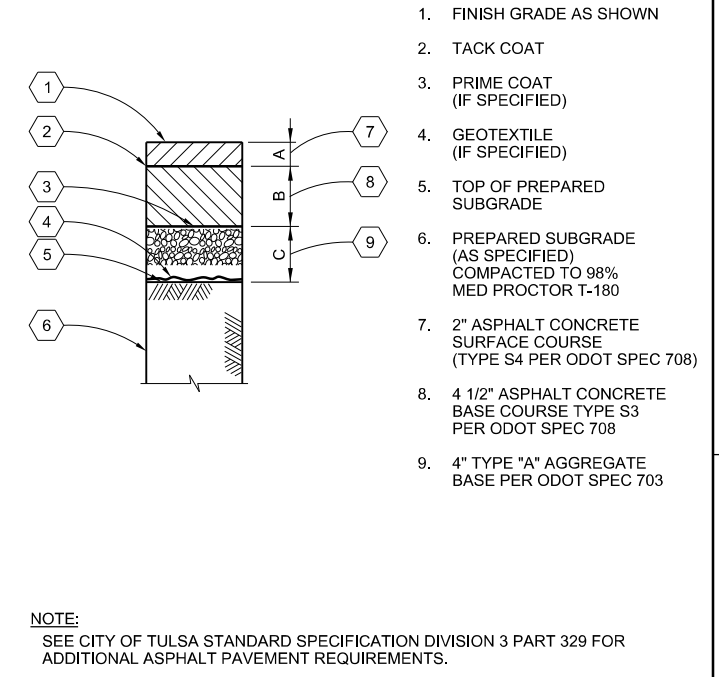 1. FINISH GRADE AS SHOWN
2. TACK COAT
3. PRIME COAT
(IF SPECIFIED)
4. GEOTEXTILE
(IF SPECIFIED)
5. TOP OF PREPARED
SUBGRADE
6. PREPARED SUBGRADE
(AS SPECIFIED)
COMPACTED TO 98%
MED PROCTOR T-180
7. 2" ASPHALT CONCRETE
SURFACE COURSE
(TYPE S4 PER ODOT SPEC 708)
8. 4 1/2" ASPHALT CONCRETE
BASE COURSE TYPE S3
PER ODOT SPEC 708
9. 4" TYPE "A" AGGREGATE
BASE PER ODOT SPEC 703
1
2
3
4
5
6
A
B
C
7
8
9
NOTE:
SEE CITY OF TULSA STANDARD SPECIFICATION DIVISION 3 PART 329 FOR
ADDITIONAL ASPHALT PAVEMENT REQUIREMENTS.